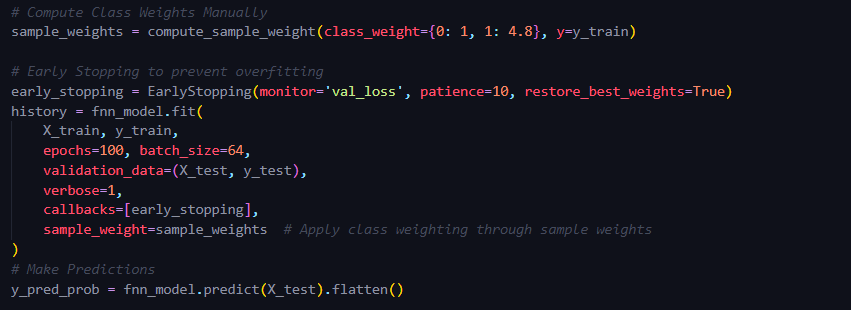 # Compute Class Weights Manually
sample_weights = compute_sample_weight(class_weight={0: 1, 1: 4.8}, y=y_train)
# Early Stopping to prevent overfitting
early_stopping = EarlyStopping(monitor='val_loss', patience=10, restore_best_weights=True)
history = fnn_model.fit(
    X_train, y_train,
    epochs=100, batch_size=64,
    validation_data=(X_test, y_test),
    verbose=1,
    callbacks=[early_stopping],
    sample_weight=sample_weights  # Apply class weighting through sample weights
)
# Make Predictions
y_pred_prob = fnn_model.predict(X_test).flatten()